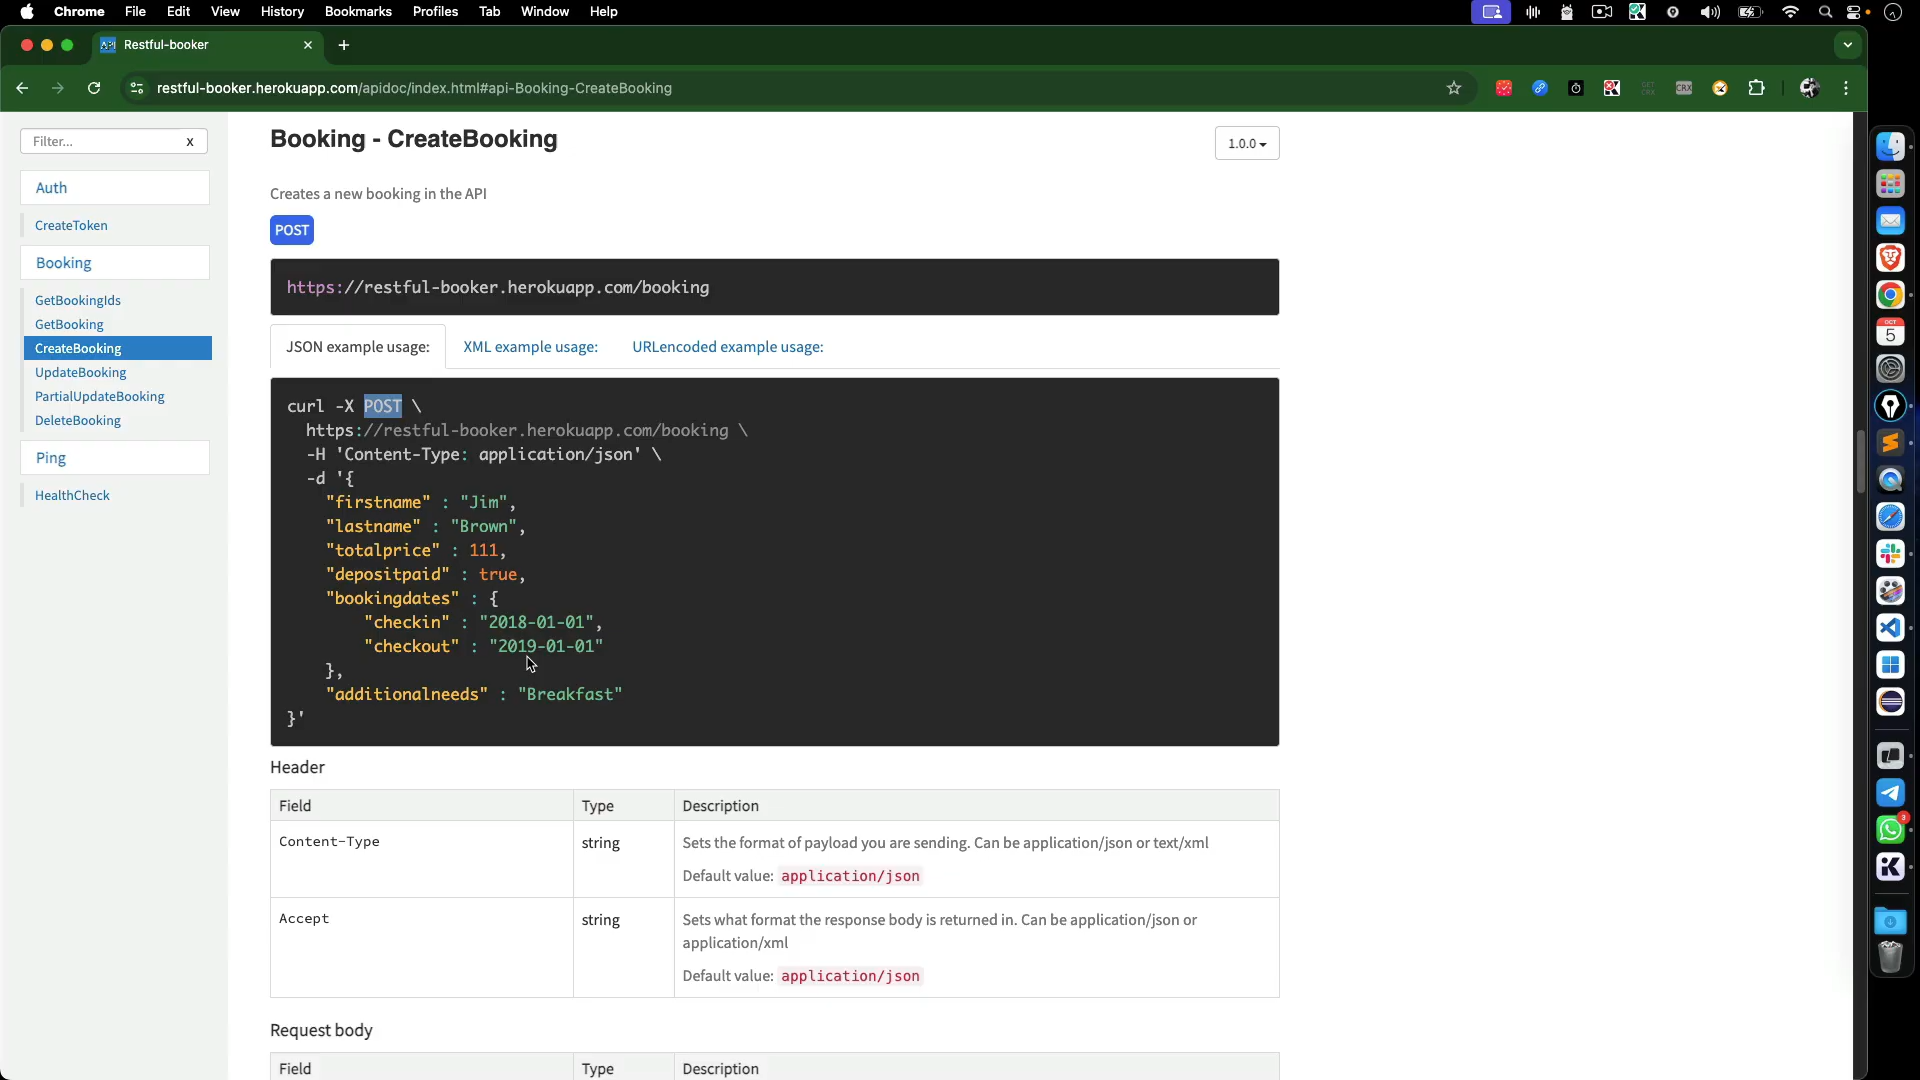 Chrome File Edit View History Bookmarks Profiles Tab Window Help
Restful-booker
restful-booker.herokuapp.com/apidoc/index.html#api-Booking-CreateBooking
Filter... x
Auth
CreateToken
Booking
GetBookingIds
GetBooking
CreateBooking
UpdateBooking
PartialUpdateBooking
DeleteBooking
Ping
HealthCheck
Booking - CreateBooking
1.0.0
Creates a new booking in the API
POST
https://restful-booker.herokuapp.com/booking
JSON example usage: XML example usage: URLencoded example usage:
curl -X POST \
https://restful-booker.herokuapp.com/booking \
-H 'Content-Type: application/json' \
-d '{
"firstname" : "Jim",
"lastname" : "Brown",
"totalprice" : 111,
"depositpaid" : true,
"bookingdates" : {
"checkin" : "2018-01-01",
"checkout" : "2019-01-01"
},
"additionalneeds" : "Breakfast"
}'
Header
Field Type Description
Content-Type string Sets the format of payload you are sending. Can be application/json or text/xml
Default value: application/json
Accept string Sets what format the response body is returned in. Can be application/json or
application/xml
Default value: application/json
Request body
Field Type Description
OCT
5
3
CRX